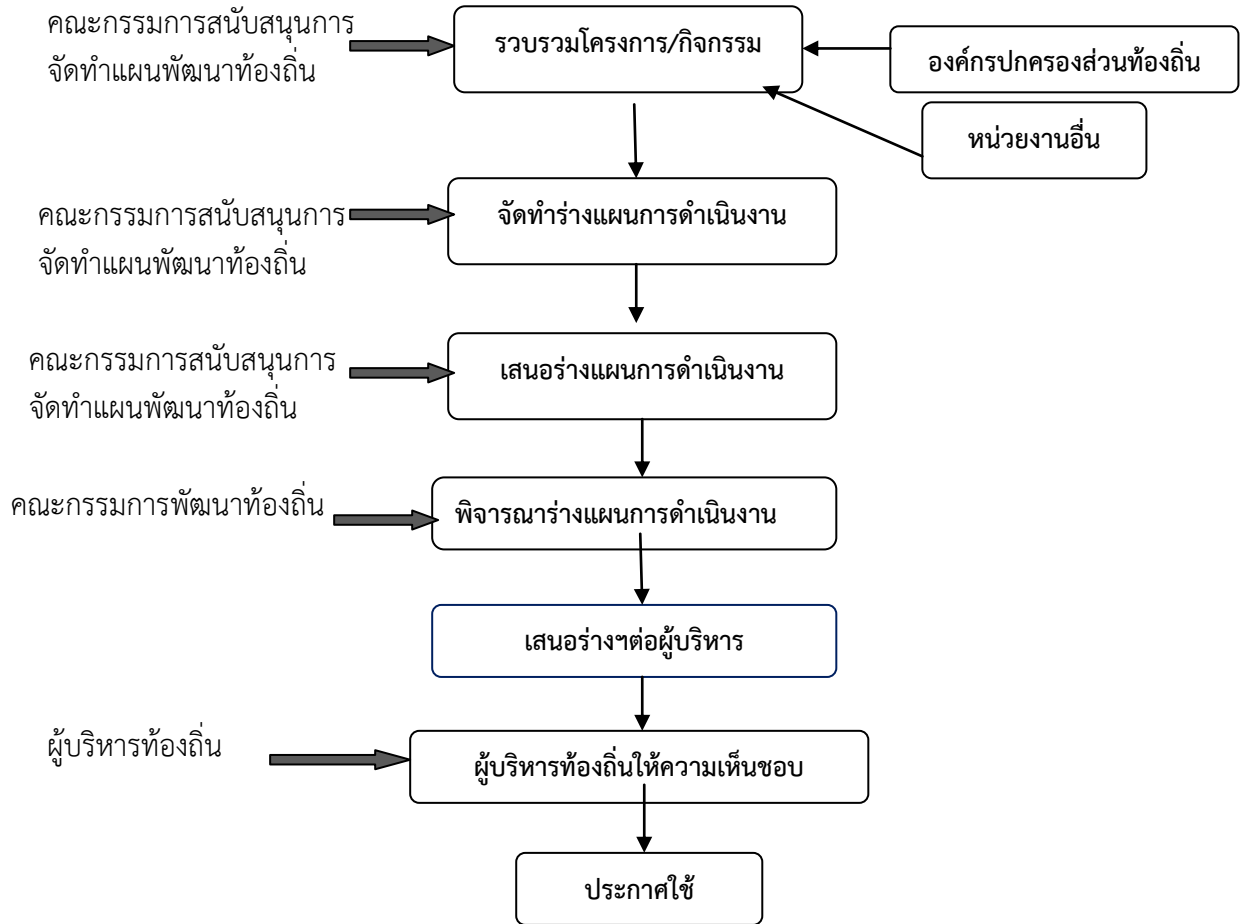 คณะกรรมการสนับสนุนการ
จัดทำแผนพัฒนาท้องถิ่น
รวบรวมโครงการ/กิจกรรม
องค์กรปกครองส่วนท้องถิ่น
หน่วยงานอื่น
คณะกรรมการสนับสนุนการ
จัดทำแผนพัฒนาท้องถิ่น
จัดทำร่างแผนการดำเนินงาน
คณะกรรมการสนับสนุนการ
จัดทำแผนพัฒนาท้องถิ่น
เสนอร่างแผนการดำเนินงาน
คณะกรรมการพัฒนาท้องถิ่น
พิจารณาร่างแผนการดำเนินงาน
เสนอร่างฯต่อผู้บริหาร
ผู้บริหารท้องถิ่น
ผู้บริหารท้องถิ่นให้ความเห็นชอบ
ประกาศใช้